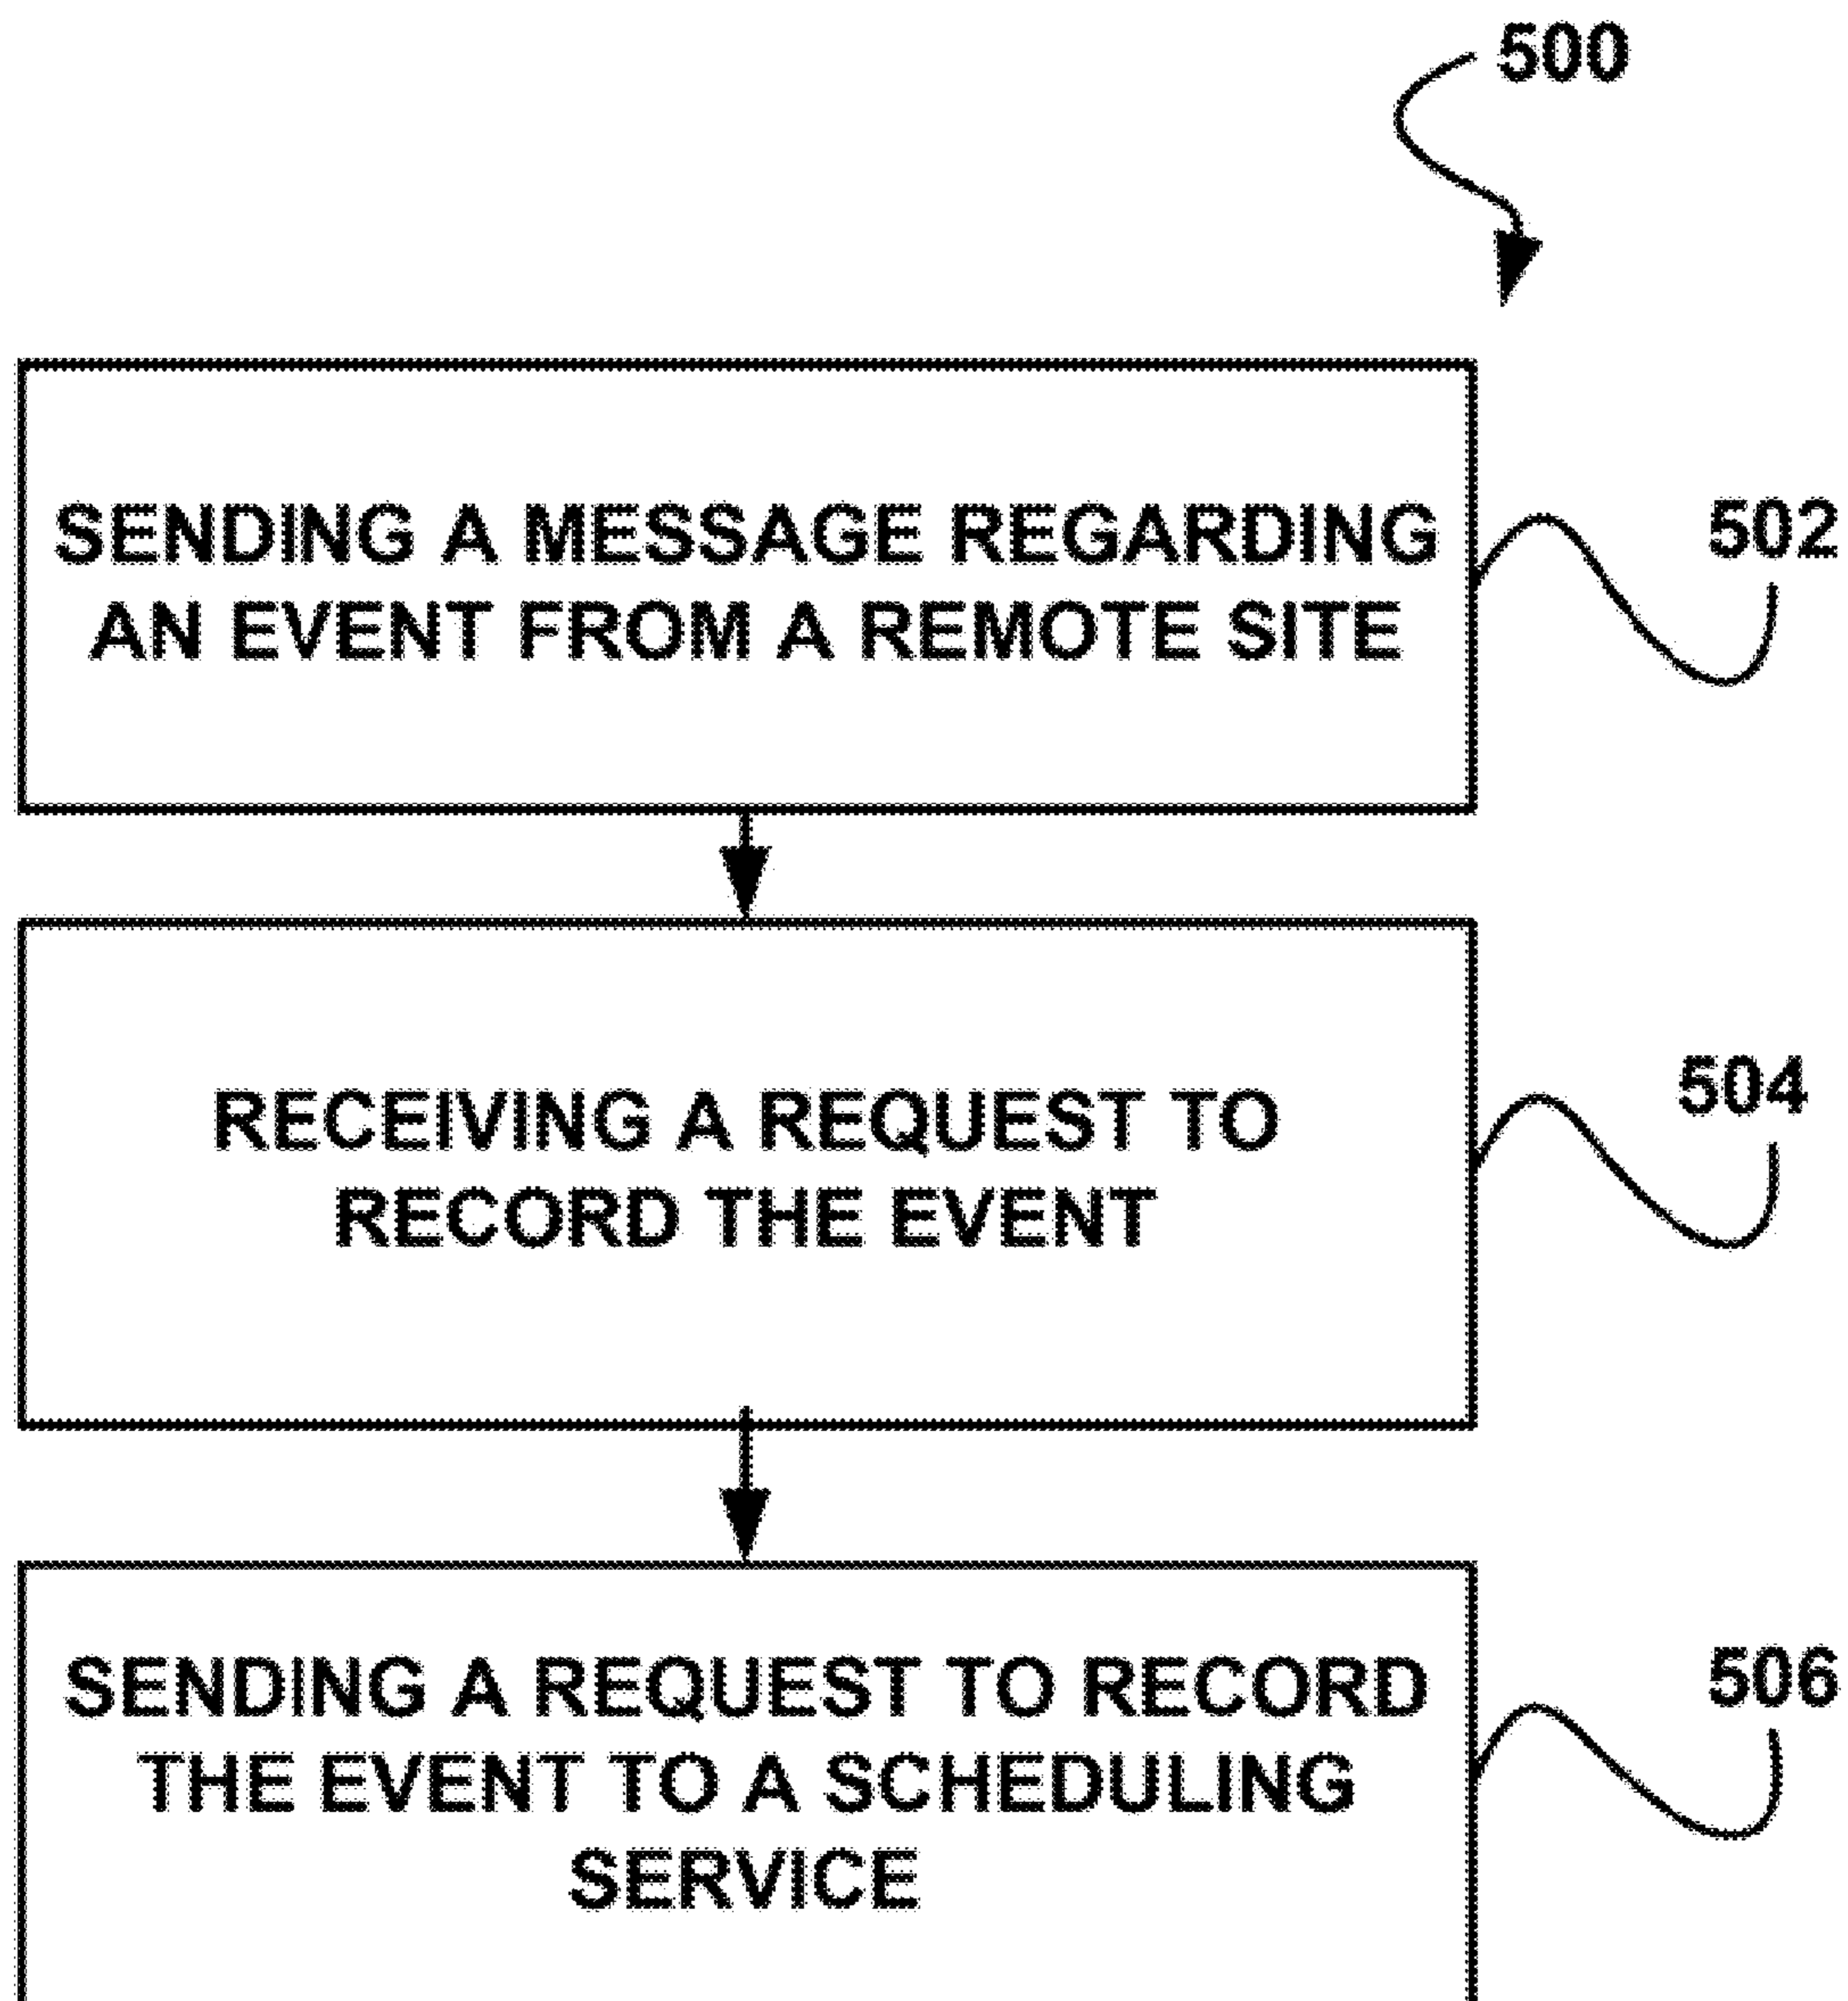 500
SENDING A MESSAGE REGARDING
AN EVENT FROM A REMOTE SITE
502
RECEIVING A REQUEST TO
RECORD THE EVENT
504
SENDING A REQUEST TO RECORD
THE EVENT TO A SCHEDULING
SERVICE
506